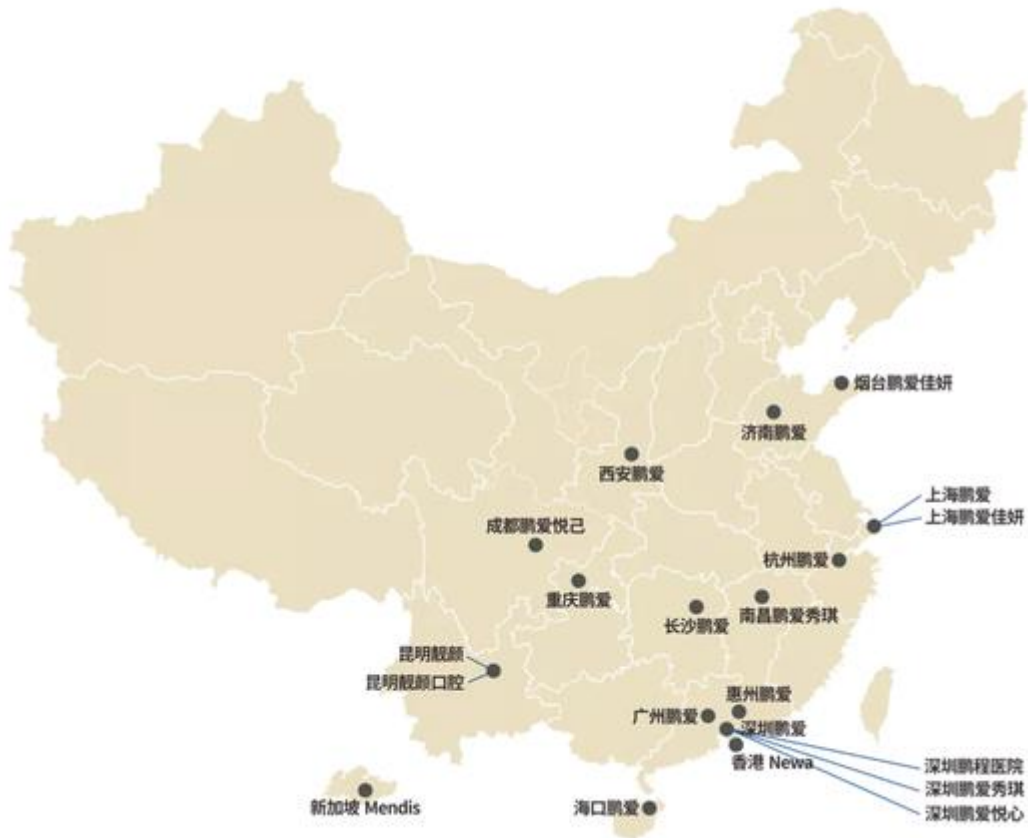 烟台鹏爱佳妍
济南鹏爱
西安鹏爱
上海鹏爱
上海鹏爱佳妍
成都鹏爱悦己
杭州鹏爱
重庆鹏爱
南昌鹏爱秀琪
长沙鹏爱
昆明靓颜
昆明靓颜口腔
惠州鹏爱
广州鹏爱
深圳鹏爱
香港 Newa
深圳鹏程医院
深圳鹏爱秀琪
深圳鹏爱悦心
新加坡 Mendis
海口鹏爱